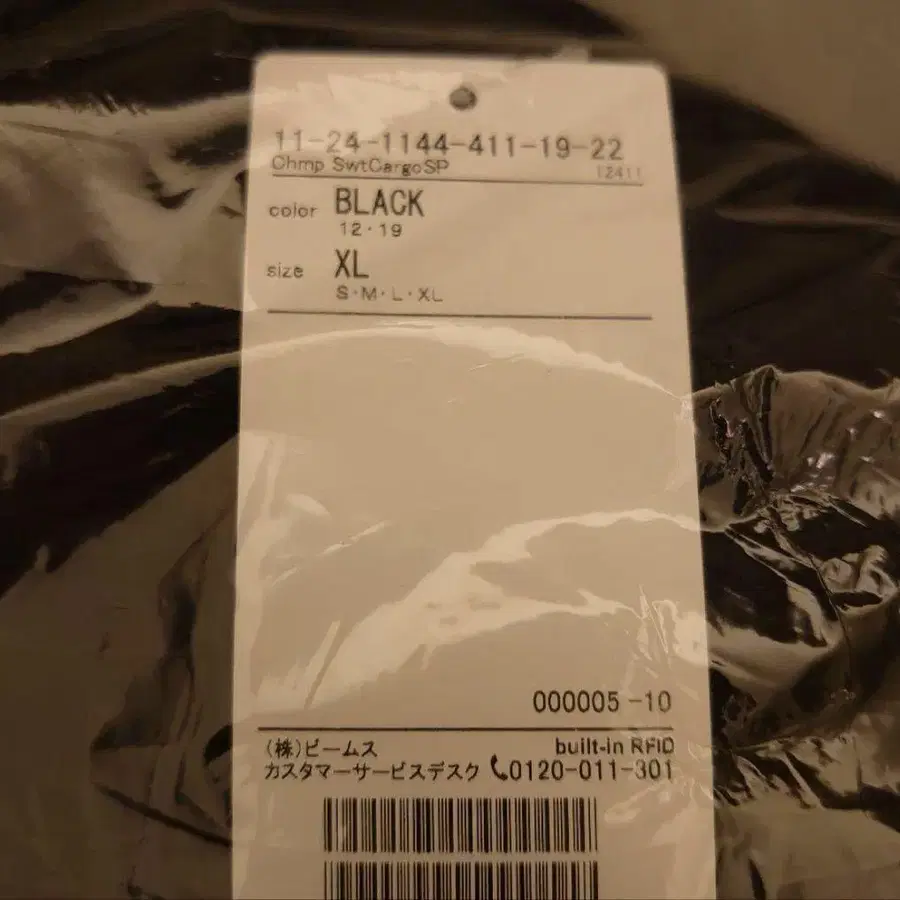 11-24-1144-411-19-22
Chmp SwtCargoSP 12411
color BLACK
12・19
size XL
S・M・L・XL
000005 -10
(株)ビームス built-in RFID
カスタマーサービスデスク 0120-011-301